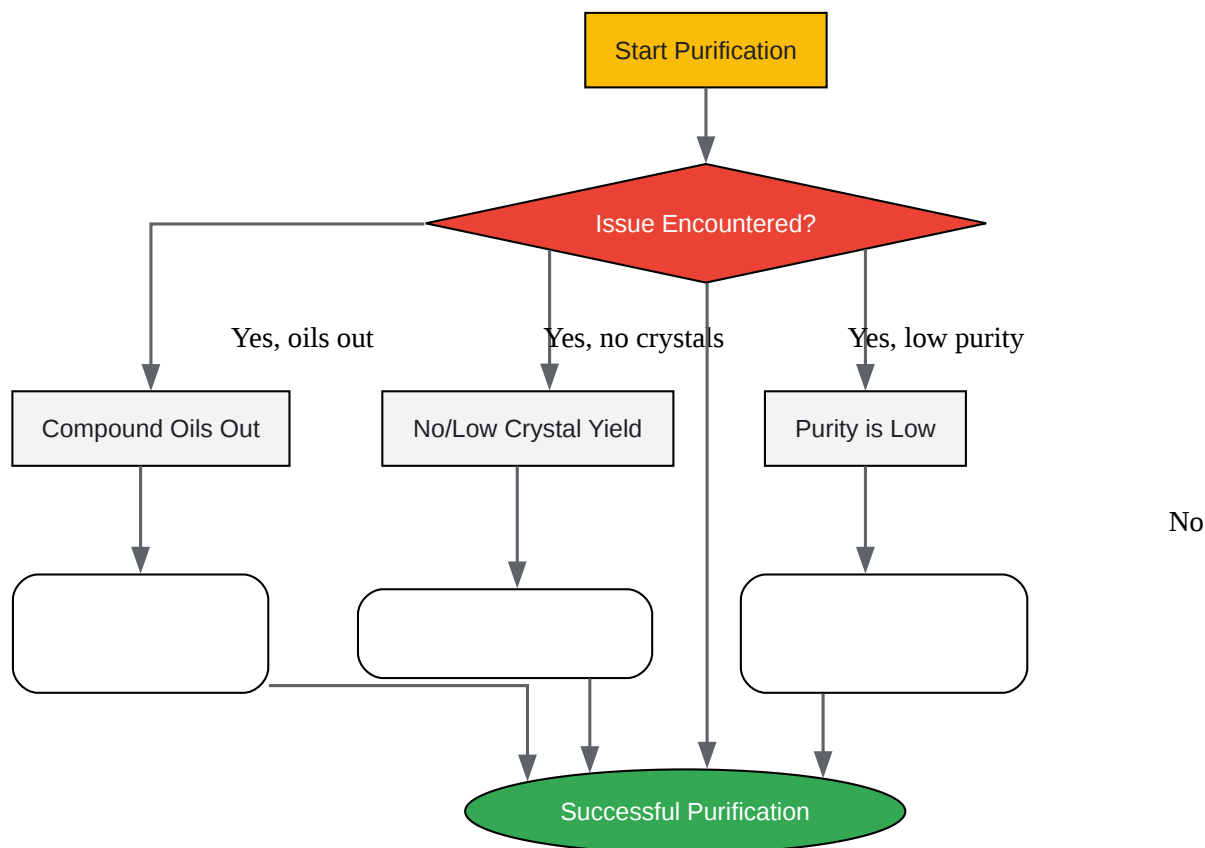 Start Purification
Issue Encountered?
Yes, oils out
Yes, no crystals
Yes, low purity
Compound Oils Out
No/Low Crystal Yield
Purity is Low
No
Successful Purification